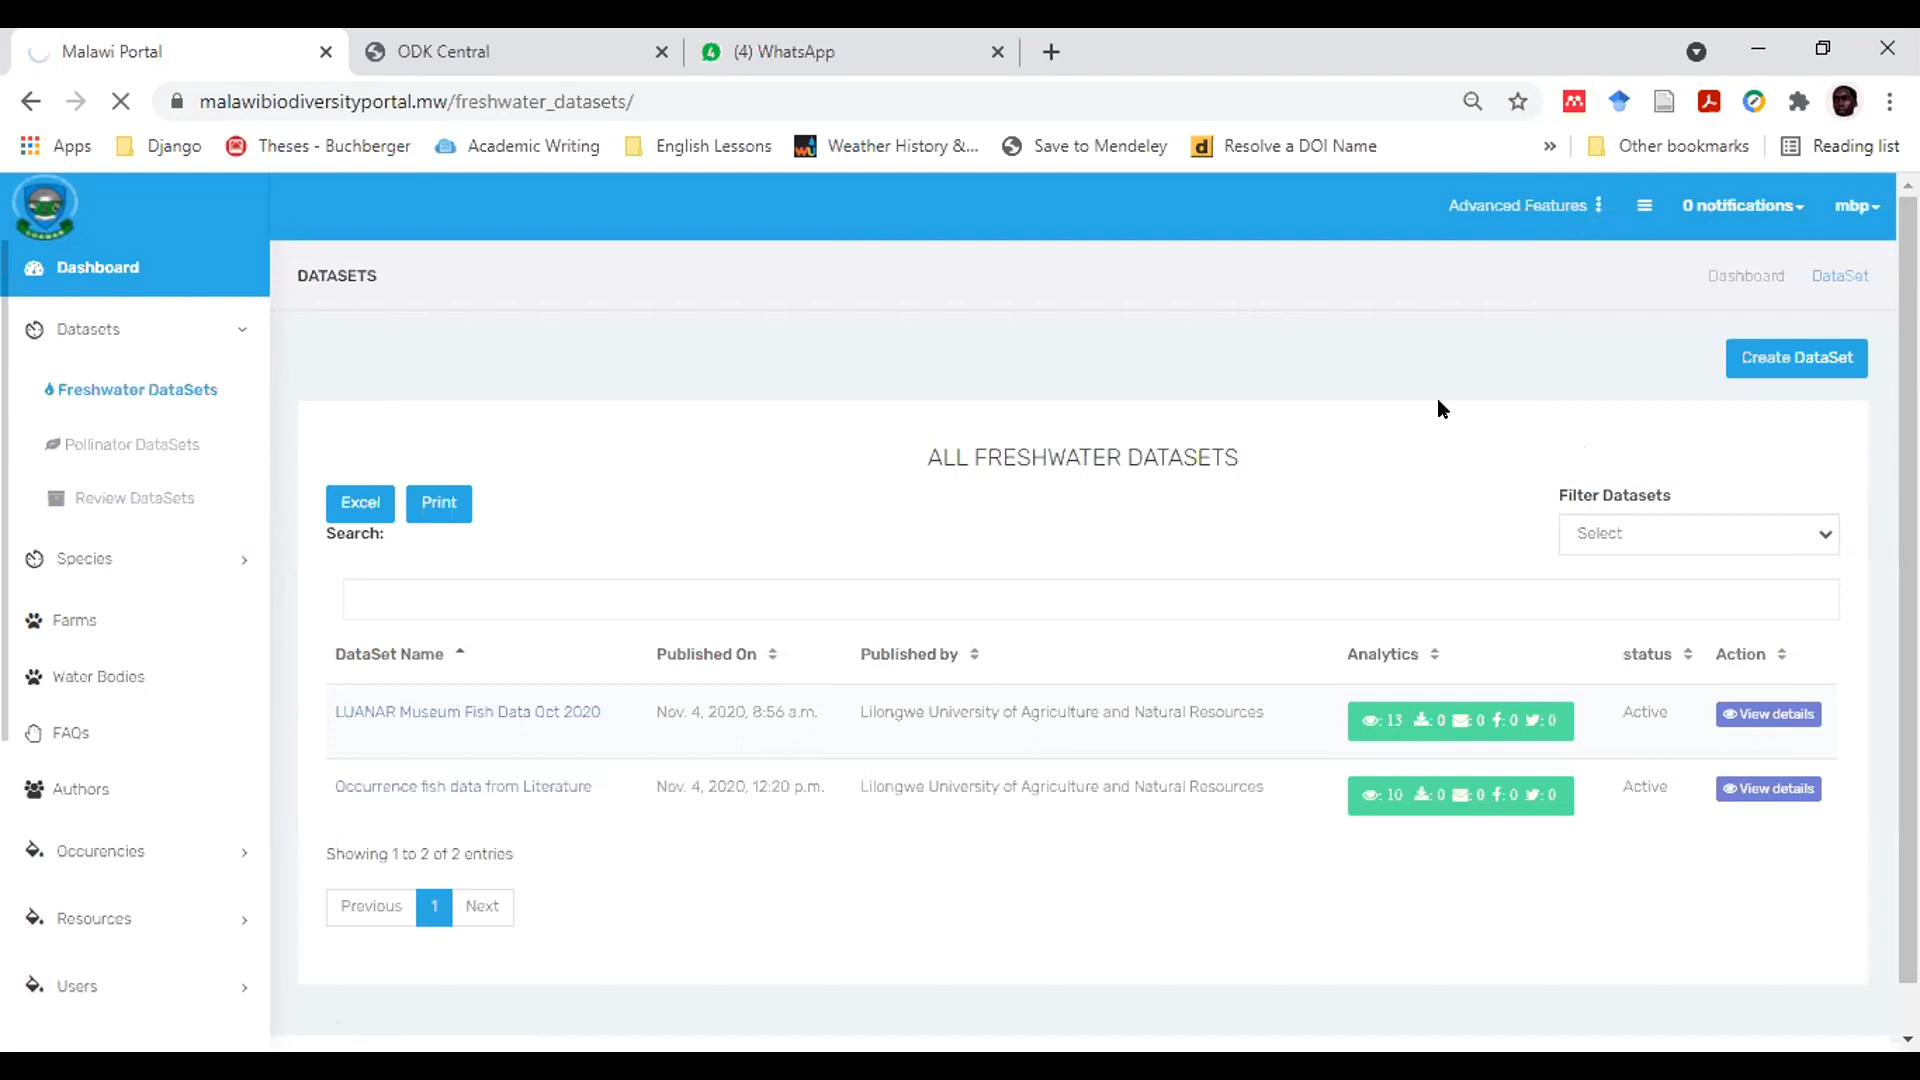 Malawi Portal
ODK Central
(4) WhatsApp
malawibiodiversityportal.mw/freshwater_datasets/
Apps
Django
Theses - Buchberger
Academic Writing
English Lessons
Weather History &...
Save to Mendeley
Resolve a DOI Name
Other bookmarks
Reading list
Advanced Features
0 notifications
mbp
Dashboard
DATASETS
Dashboard
DataSet
Datasets
Freshwater DataSets
Pollinator DataSets
Review DataSets
Species
Farms
Water Bodies
FAQs
Authors
Occurencies
Resources
Users
Create DataSet
ALL FRESHWATER DATASETS
Excel
Print
Filter Datasets
Search:
Select
DataSet Name
Published On
Published by
Analytics
status
Action
LUANAR Museum Fish Data Oct 2020
Nov. 4, 2020, 8:56 a.m.
Lilongwe University of Agriculture and Natural Resources
: 13 : 0 : 0 : 0 : 0
Active
View details
Occurrence fish data from Literature
Nov. 4, 2020, 12:20 p.m.
Lilongwe University of Agriculture and Natural Resources
: 10 : 0 : 0 : 0 : 0
Active
View details
Showing 1 to 2 of 2 entries
Previous
1
Next